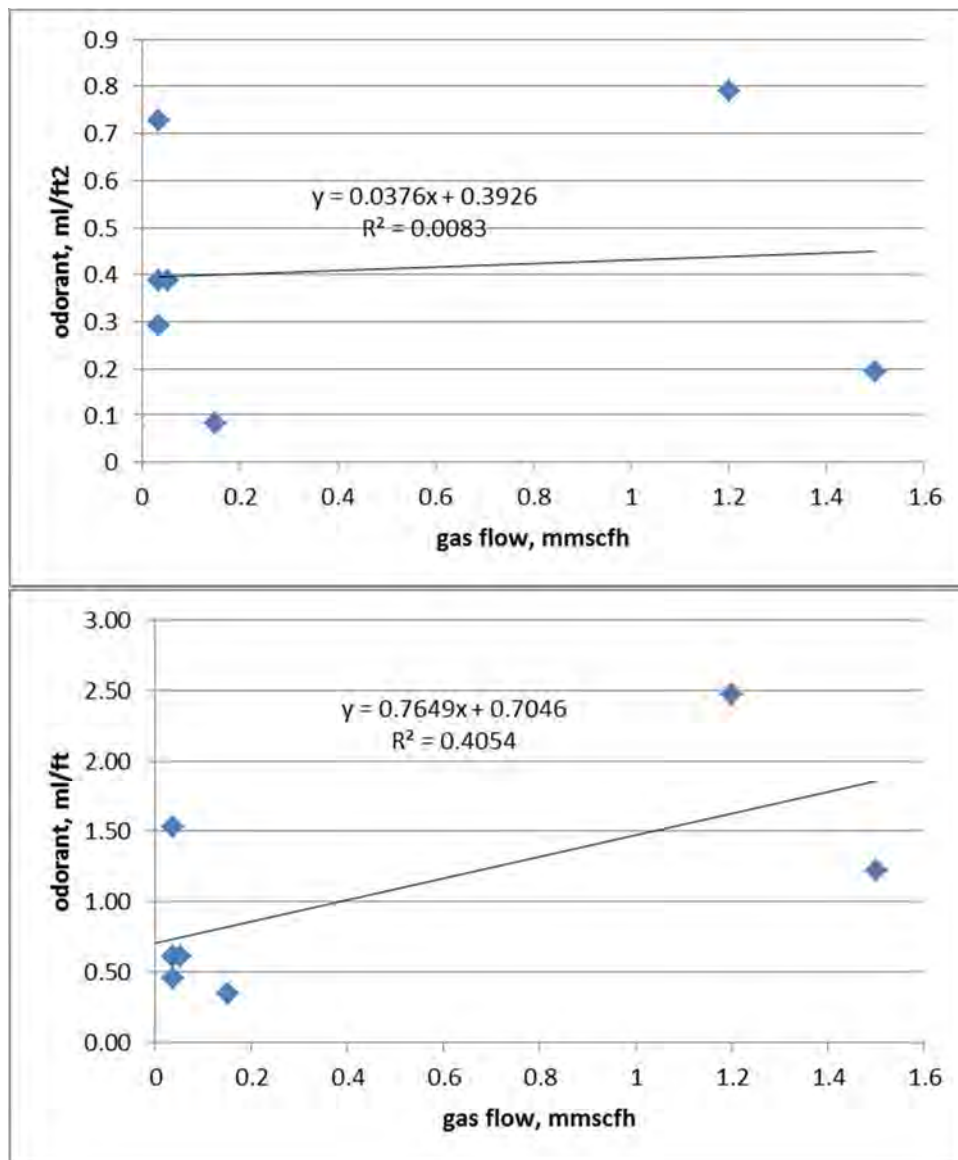 0.9
0.8
0.7
0.6
0.5
0.4
0.3
0.2
0.1
0
odorant, ml/ft2
y = 0.0376x + 0.3926
R² = 0.0083
0 0.2 0.4 0.6 0.8 1 1.2 1.4 1.6
gas flow, mmscfh
3.00
2.50
2.00
1.50
1.00
0.50
0.00
odorant, ml/ft
y = 0.7649x + 0.7046
R² = 0.4054
0 0.2 0.4 0.6 0.8 1 1.2 1.4 1.6
gas flow, mmscfh